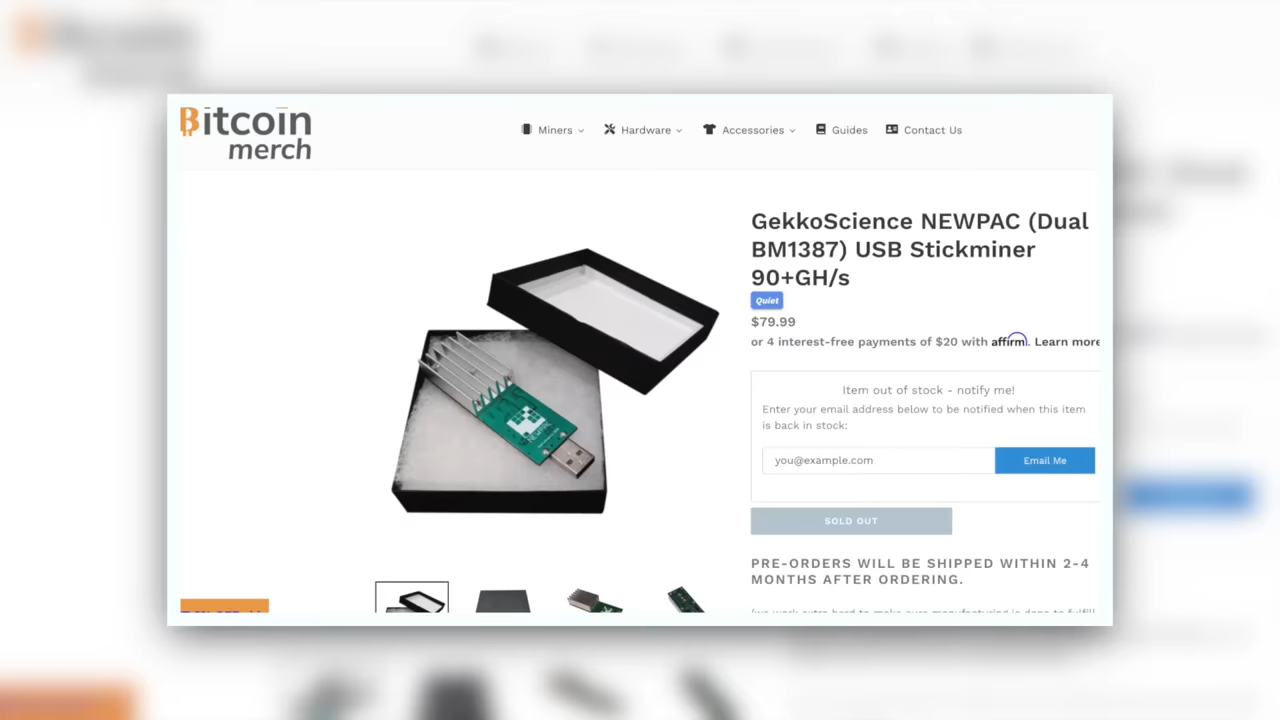 Bitcoin
merch
Miners
Hardware
Accessories
Guides
Contact Us
GekkoScience NEWPAC (Dual
BM1387) USB Stickminer
90+GH/s
Quiet
$79.99
or 4 interest-free payments of $20 with affirm. Learn more
Item out of stock - notify me!
Enter your email address below to be notified when this item
is back in stock:
you@example.com
Email Me
SOLD OUT
PRE-ORDERS WILL BE SHIPPED WITHIN 2-4
MONTHS AFTER ORDERING.
NEWPAC